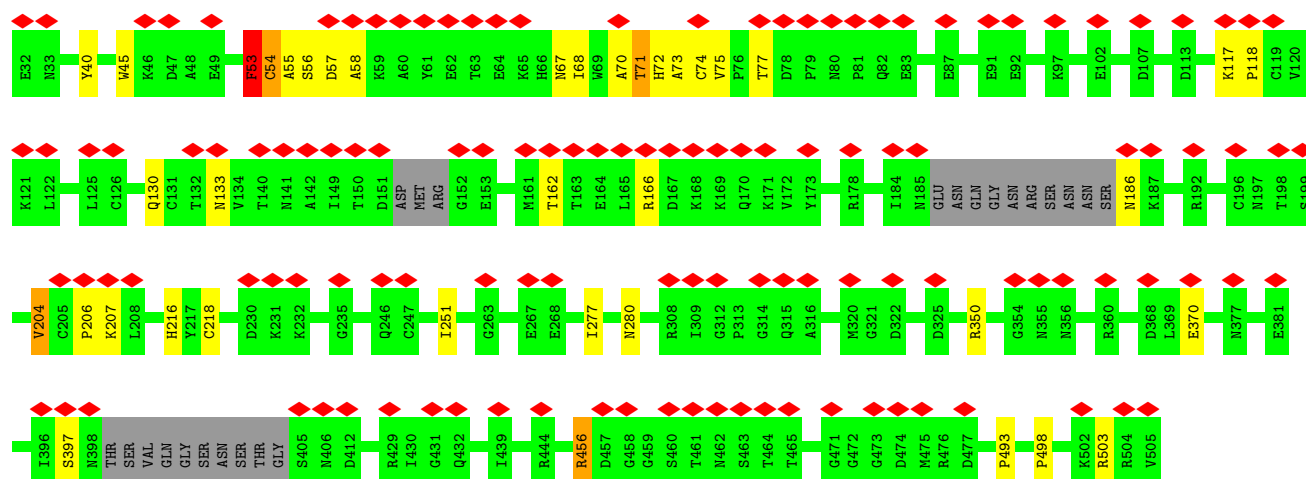 E32 N33 Y40 W45 K46 D47 A48 E49 F53 C54 A55 S56 D57 A58 K59 A60 Y61 E62 T63 E64 K65 H66 N67 I68 W69 A70 T71 H72 A73 C74 V75 P76 T77 D78 P79 N80 P81 Q82 E83 E87 E91 E92 K97 E102 D107 D113 K117 P118 C119 V120
K121 L122 L125 C126 Q130 C131 T132 N133 V134 T140 N141 A142 I149 T150 D151 ASP MET ARG G152 E153 M161 T162 T163 E164 L165 R166 D167 K168 K169 Q170 K171 V172 Y173 R178 I184 N185 GLU ASN GLN GLY ASN ARG SER ASN ASN SER N186 K187 R192 C196 N197 T198 S199
V204 C205 P206 K207 L208 H216 Y217 C218 D230 K231 K232 G235 Q246 C247 I251 G263 E267 E268 I277 N280 R308 I309 G312 P313 G314 Q315 A316 M320 G321 D322 D325 R350 G354 N355 N356 R360 D368 L369 E370 N377 E381
I396 S397 N398 THR SER VAL GLN GLY SER ASN SER THR GLY S405 N406 D412 R429 I430 G431 Q432 I439 R444 R456 D457 G458 G459 S460 T461 N462 S463 T464 T465 G471 G472 G473 D474 M475 R476 D477 P493 P498 K502 R503 R504 V505